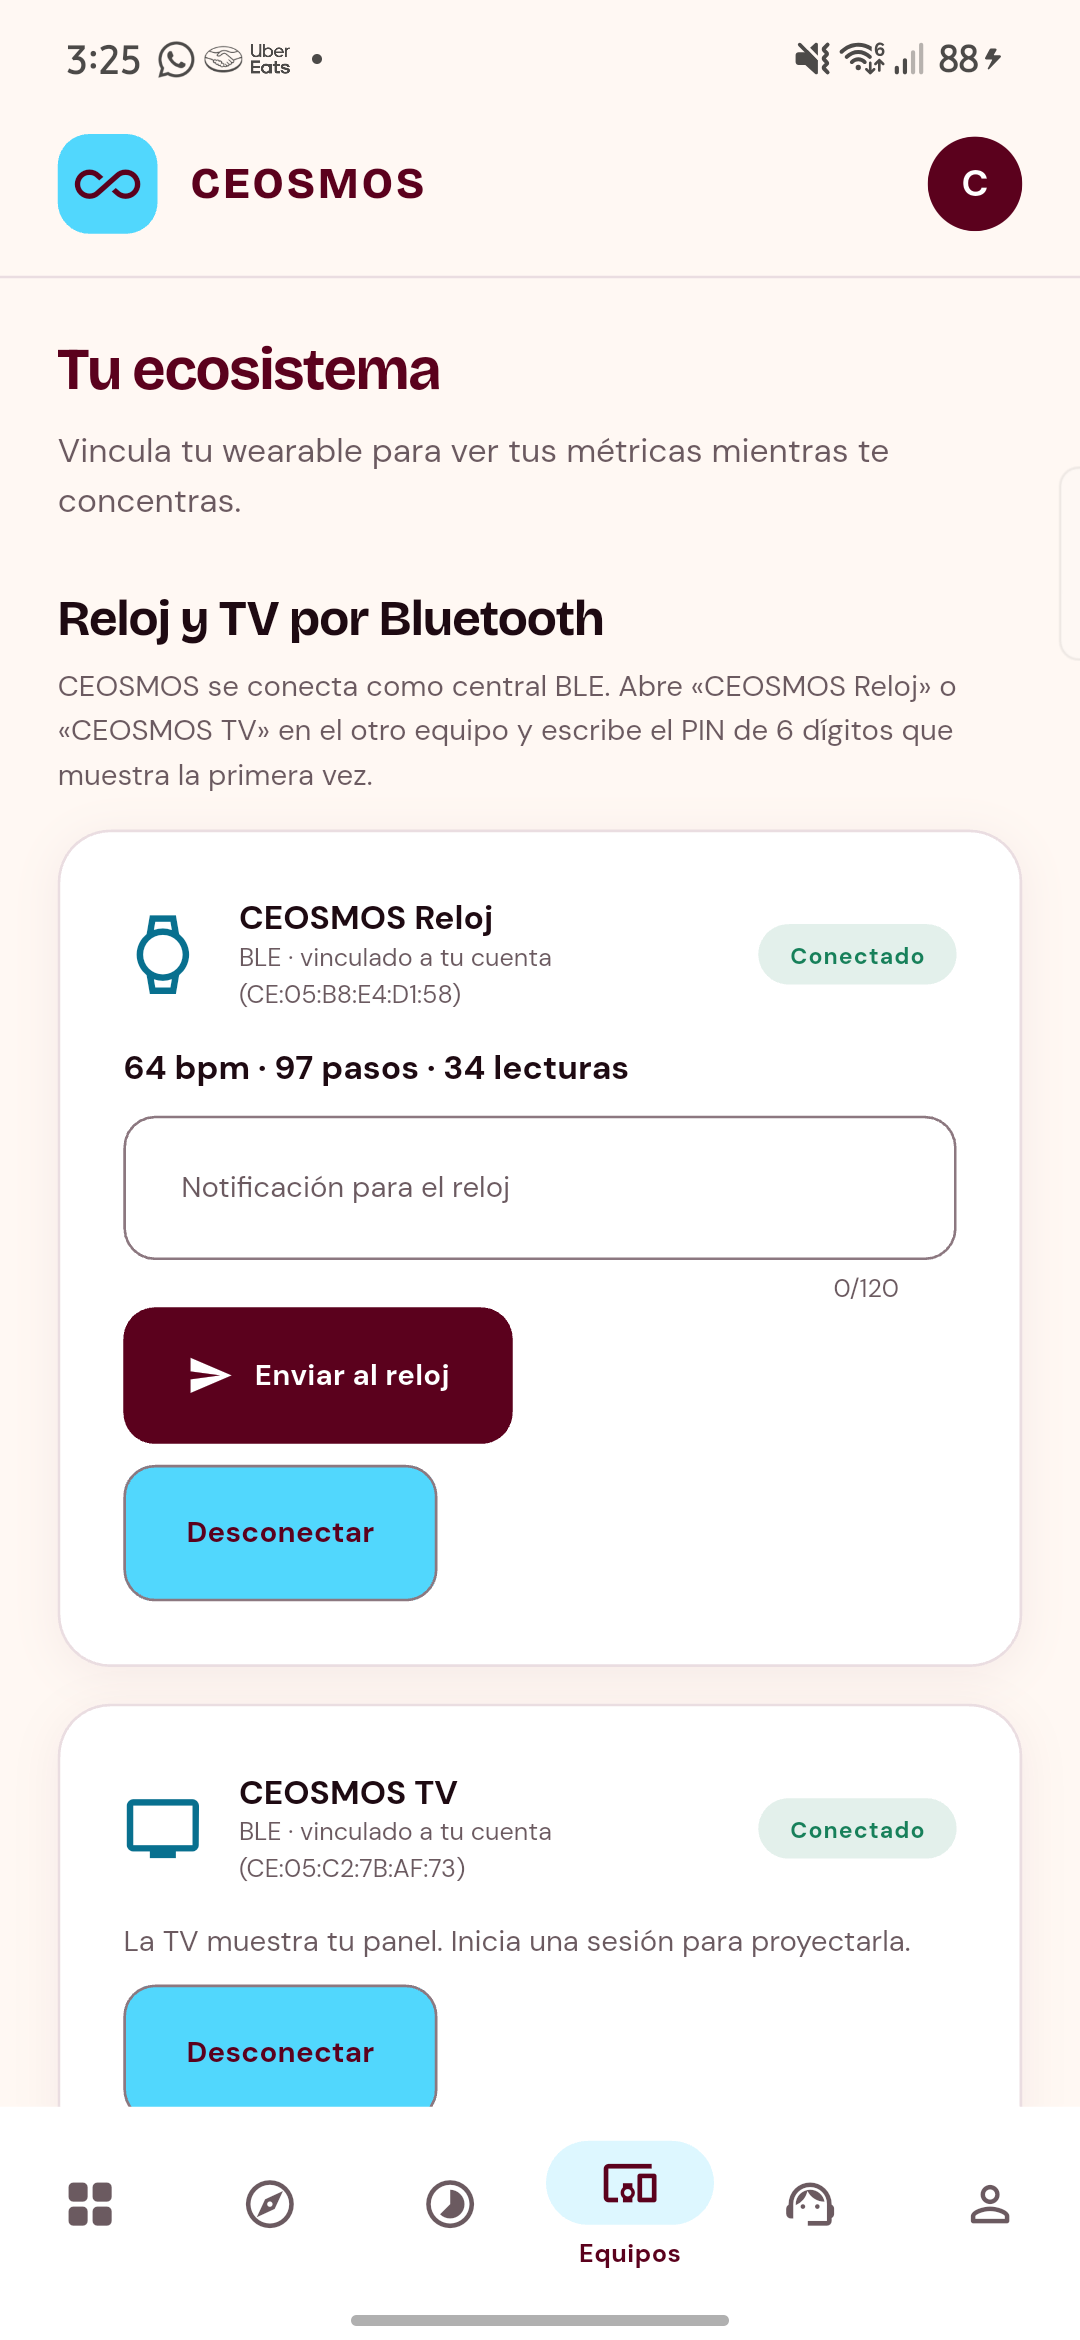 3:25
Uber Eats
6
88
CEOSMOS
C
Tu ecosistema
Vincula tu wearable para ver tus métricas mientras te
concentras.
Reloj y TV por Bluetooth
CEOSMOS se conecta como central BLE. Abre «CEOSMOS Reloj» o
«CEOSMOS TV» en el otro equipo y escribe el PIN de 6 dígitos que
muestra la primera vez.
CEOSMOS Reloj
BLE · vinculado a tu cuenta
(CE:05:B8:E4:D1:58)
Conectado
64 bpm · 97 pasos · 34 lecturas
Notificación para el reloj
0/120
Enviar al reloj
Desconectar
CEOSMOS TV
BLE · vinculado a tu cuenta
(CE:05:C2:7B:AF:73)
Conectado
La TV muestra tu panel. Inicia una sesión para proyectarla.
Desconectar
Equipos